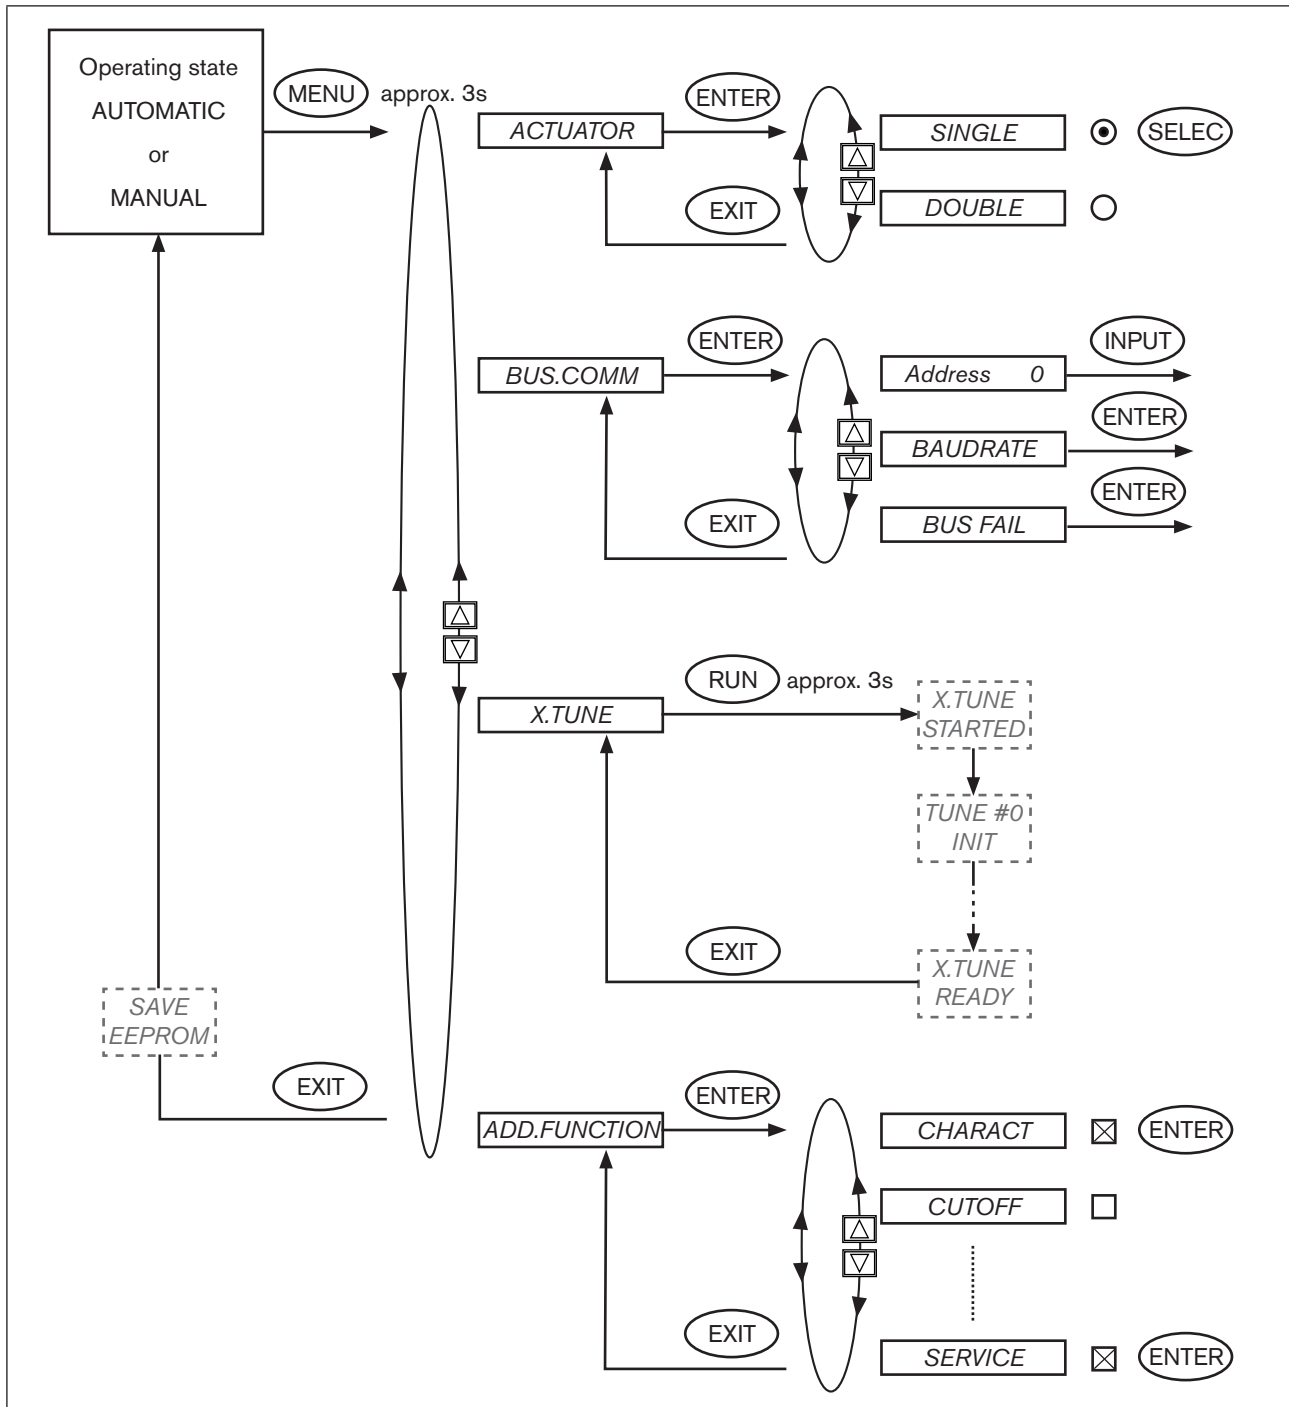 Operating state
AUTOMATIC
or
MANUAL
MENU approx. 3s
ACTUATOR
ENTER
EXIT
SINGLE
SELEC
DOUBLE
BUS.COMM
ENTER
EXIT
Address 0
INPUT
BAUDRATE
ENTER
BUS FAIL
ENTER
X.TUNE
RUN approx. 3s
X.TUNE
STARTED
TUNE #0
INIT
X.TUNE
READY
EXIT
SAVE
EEPROM
EXIT
ADD.FUNCTION
ENTER
EXIT
CHARACT
ENTER
CUTOFF
SERVICE
ENTER